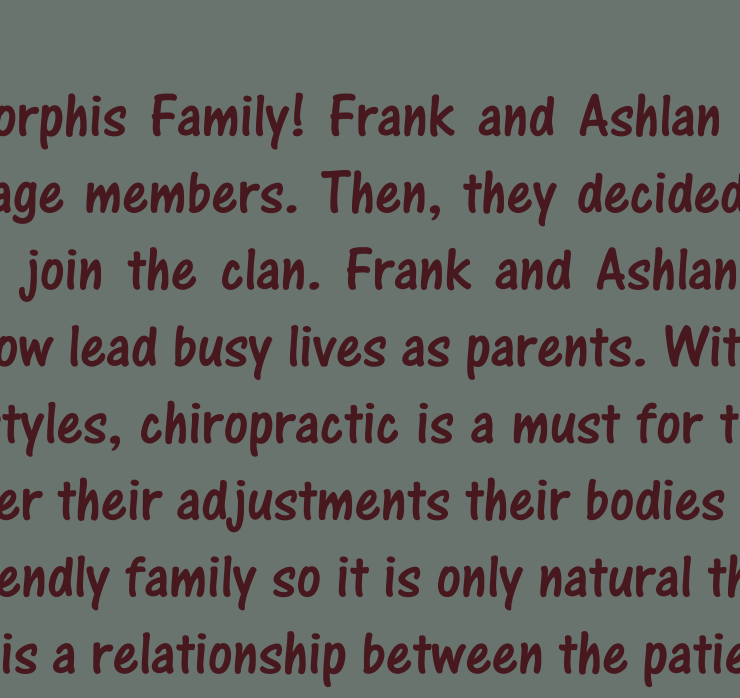 orphis Family! Frank and Ashlan
age members. Then, they decided
join the clan. Frank and Ashlan
ow lead busy lives as parents. Wit
tyles, chiropractic is a must for t
er their adjustments their bodies
endly family so it is only natural th
is a relationship between the patie